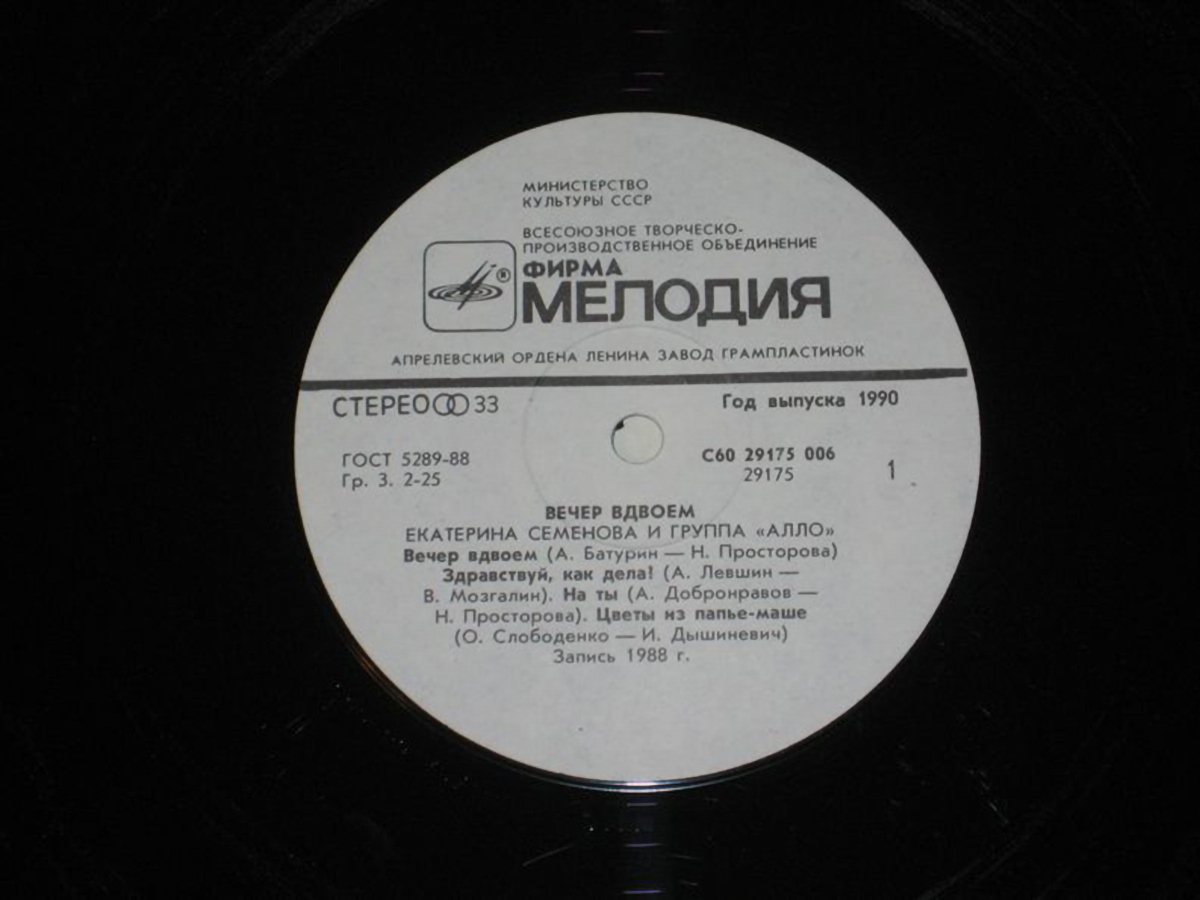 МИНИСТЕРСТВО
КУЛЬТУРЫ СССР
ВСЕСОЮЗНОЕ ТВОРЧЕСКО-
ПРОИЗВОДСТВЕННОЕ ОБЪЕДИНЕНИЕ
®
ФИРМА
МЕЛОДИЯ
АПРЕЛЕВСКИЙ ОРДЕНА ЛЕНИНА ЗАВОД ГРАМПЛАСТИНОК
СТЕРЕО 33
Год выпуска 1990
ГОСТ 5289-88
Гр. 3. 2-25
С60 29175 006
29175
1
ВЕЧЕР ВДВОЕМ
ЕКАТЕРИНА СЕМЕНОВА И ГРУППА «АЛЛО»
Вечер вдвоем (А. Батурин — Н. Просторова)
Здравствуй, как дела! (А. Левшин —
В. Мозгалин). На ты (А. Добронравов —
Н. Просторова). Цветы из папье-маше
(О. Слободенко — И. Дышиневич)
Запись 1988 г.